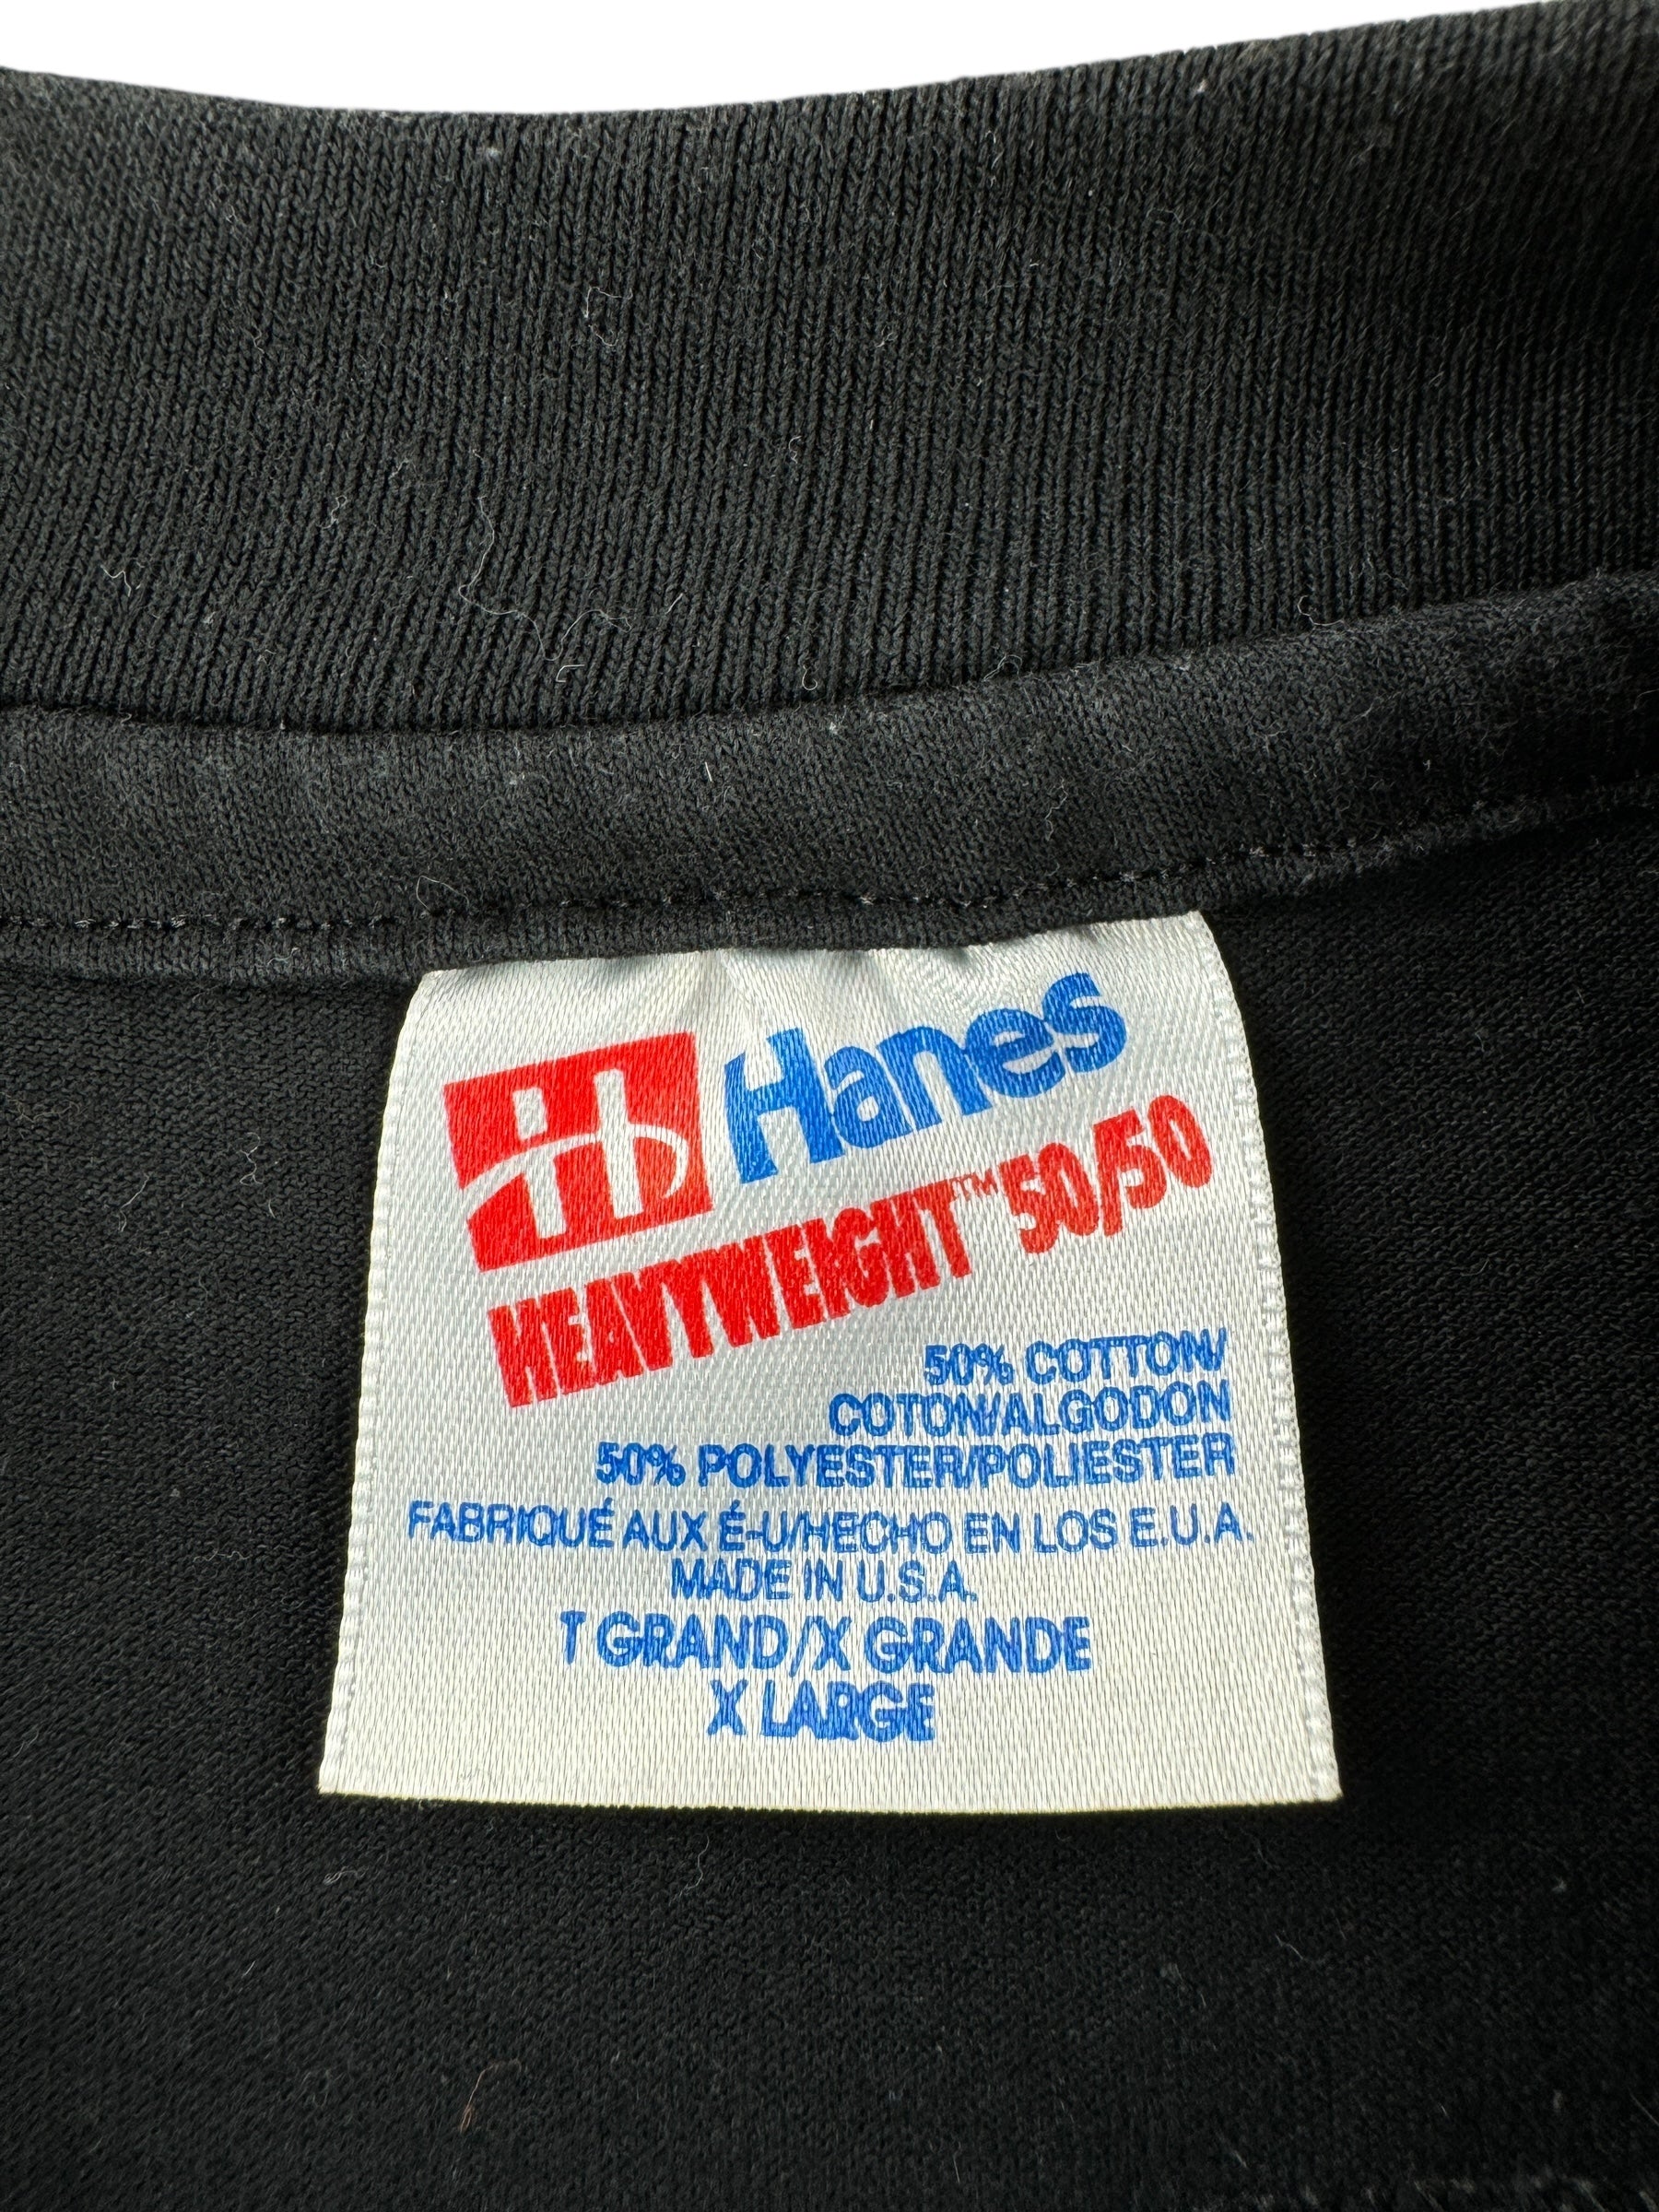 Hanes
HEAVYWEIGHT™ 50/50
50% COTTON/
COTON/ALGODON
50% POLYESTER/POLIESTER
FABRIQUÉ AUX É-U/HECHO EN LOS E.U.A.
MADE IN U.S.A.
T GRAND/X GRANDE
X LARGE